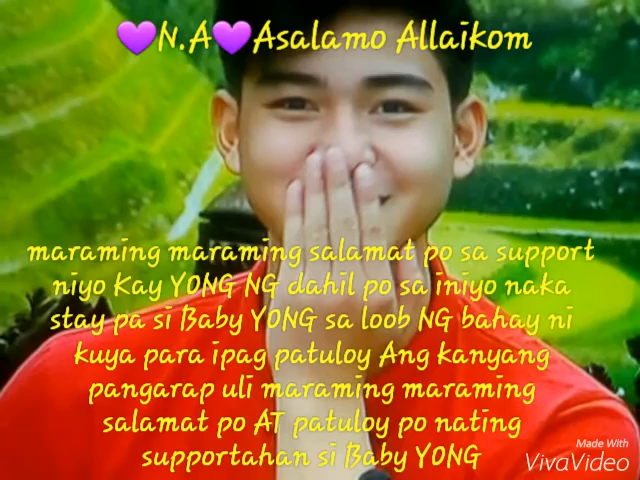 💜N.A💜Asalamo Allaikom
maraming maraming salamat po sa support
niyo Kay YONG NG dahil po sa iniyo naka
stay pa si Baby YONG sa loob NG bahay ni
kuya para ipag patuloy Ang kanyang
pangarap uli maraming maraming
salamat po AT patuloy po nating
supportahan si Baby YONG
Made With
VivaVideo